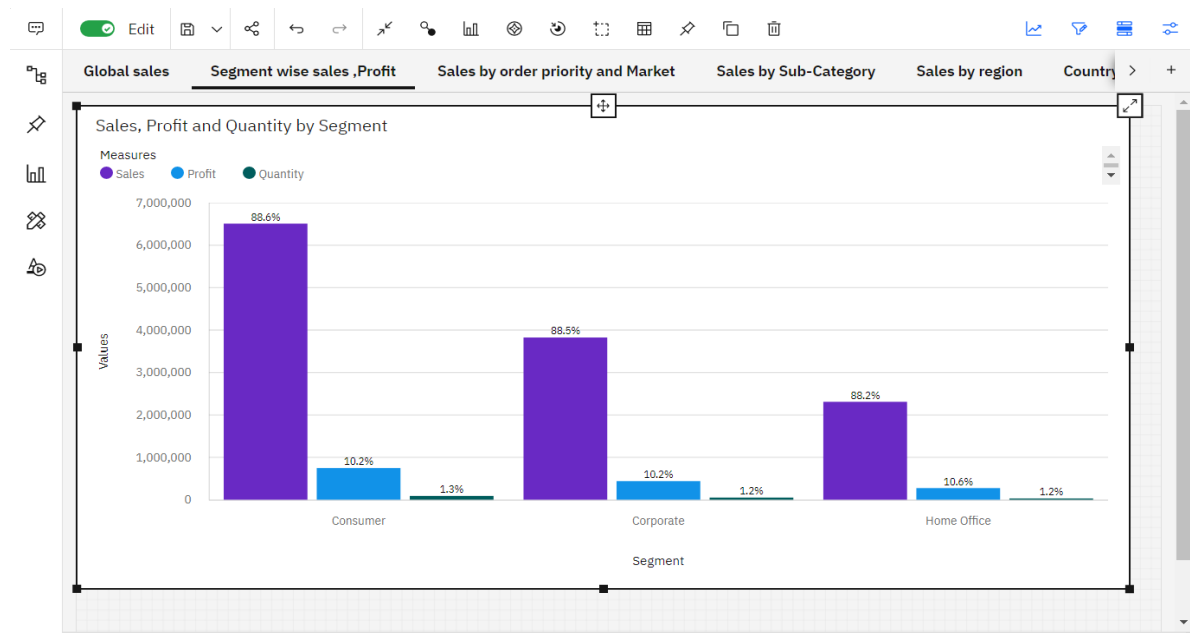 Edit
Global sales
Segment wise sales ,Profit
Sales by order priority and Market
Sales by Sub-Category
Sales by region
Country
Sales, Profit and Quantity by Segment
Measures
Sales
Profit
Quantity
Values
7,000,000
6,000,000
5,000,000
4,000,000
3,000,000
2,000,000
1,000,000
0
88.6%
10.2%
1.3%
88.5%
10.2%
1.2%
88.2%
10.6%
1.2%
Consumer
Corporate
Home Office
Segment